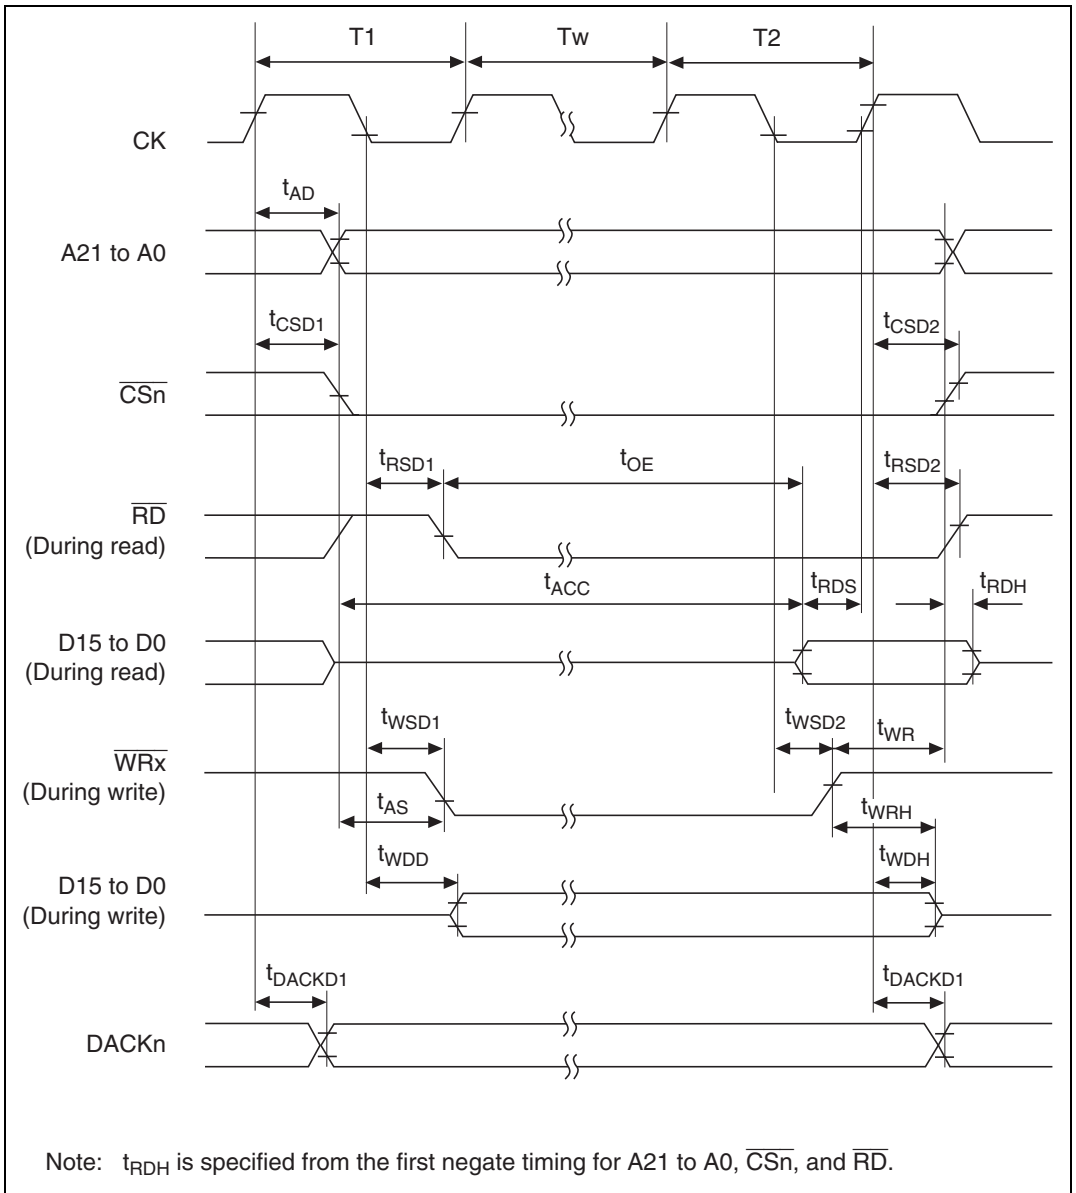 T1 Tw T2
CK
tAD
A21 to A0
tCSD1 tCSD2
CSn
tRSD1 tOE tRSD2
RD
(During read)
tACC tRDS tRDH
D15 to D0
(During read)
tWSD1 tWSD2 tWR
WRx
(During write)
tAS tWRH
tWDD tWDH
D15 to D0
(During write)
tDACKD1 tDACKD1
DACKn
Note: tRDH is specified from the first negate timing for A21 to A0, CSn, and RD.